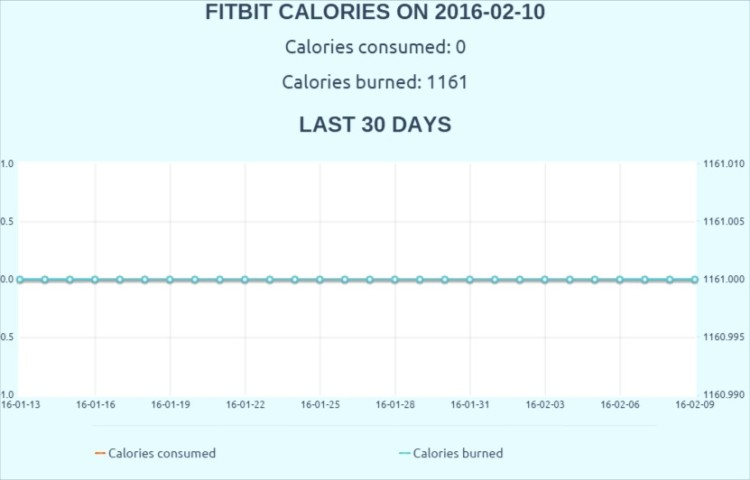 FITBIT CALORIES ON 2016-02-10
Calories consumed: 0
Calories burned: 1161
LAST 30 DAYS
1.0 1161.010
0.5 1161.005
0.0 1161.000
0.5 1160.995
1.0 1160.990
16-01-13 16-01-16 16-01-19 16-01-22 16-01-25 16-01-28 16-01-31 16-02-03 16-02-06 16-02-09
Calories consumed Calories burned